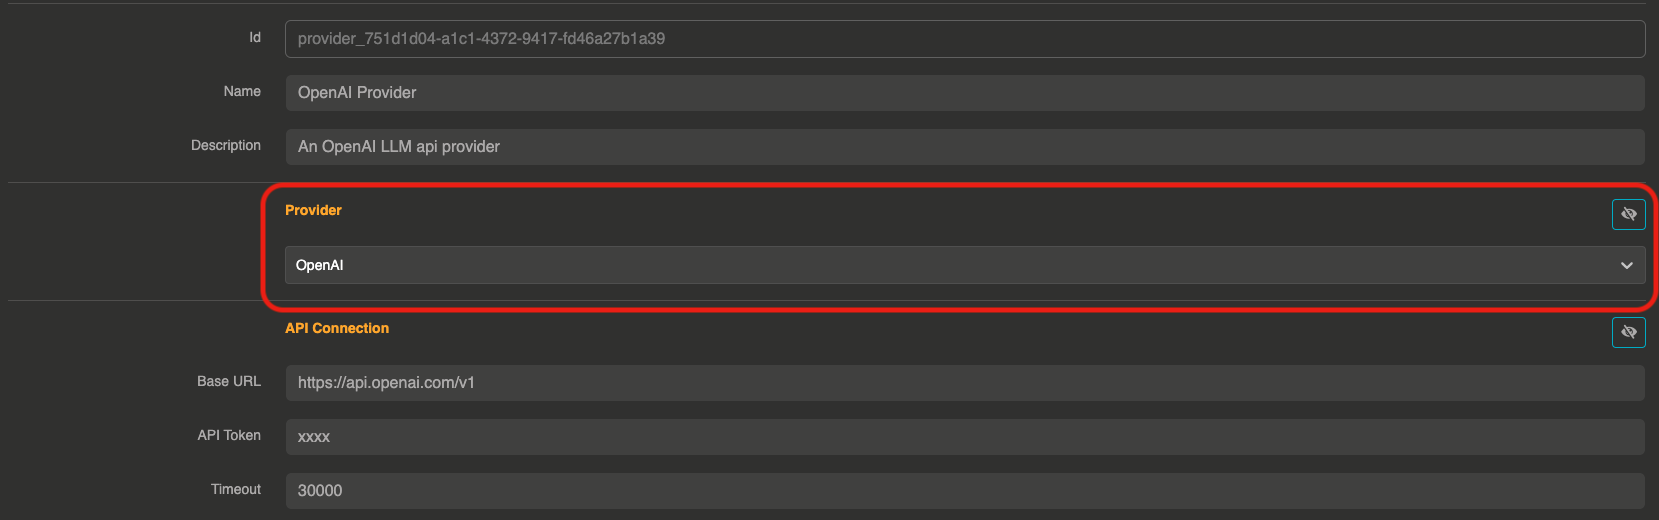 Id
provider_751d1d04-a1c1-4372-9417-fd46a27b1a39
Name
OpenAI Provider
Description
An OpenAI LLM api provider
Provider
OpenAI
API Connection
Base URL
https://api.openai.com/v1
API Token
xxxx
Timeout
30000